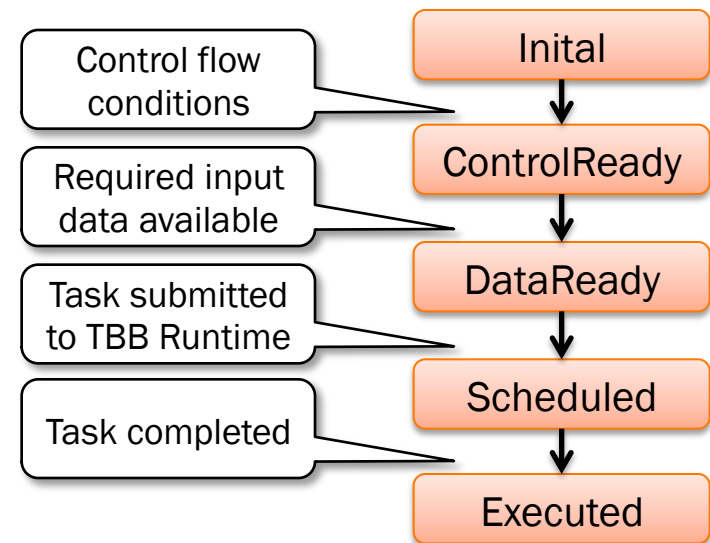 Inital
Control flow
conditions
ControlReady
Required input
data available
DataReady
Task submitted
to TBB Runtime
Scheduled
Task completed
Executed